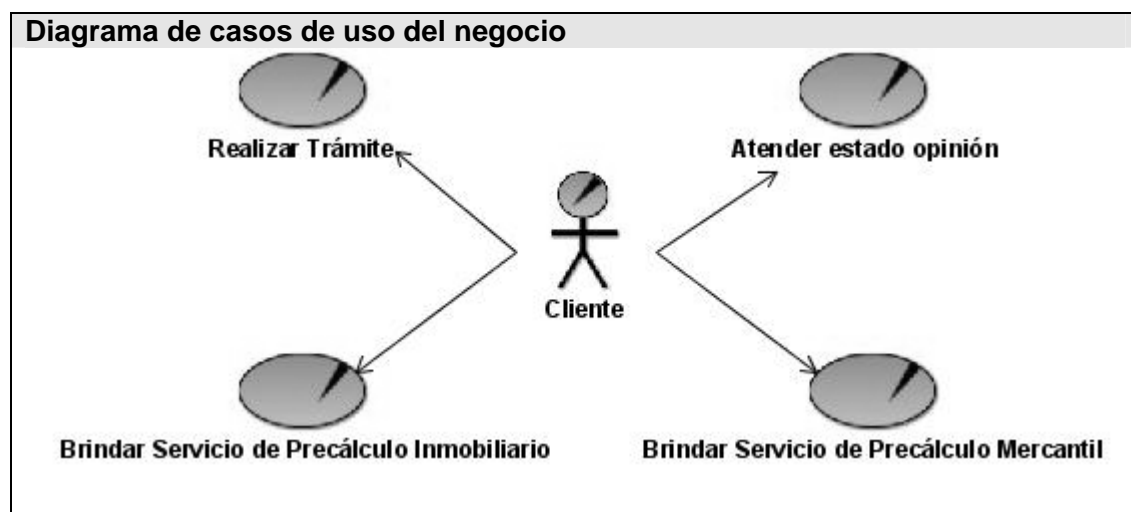 Diagrama de casos de uso del negocio
Realizar Trámite
Atender estado opinión
Cliente
Brindar Servicio de Precálculo Inmobiliario
Brindar Servicio de Precálculo Mercantil